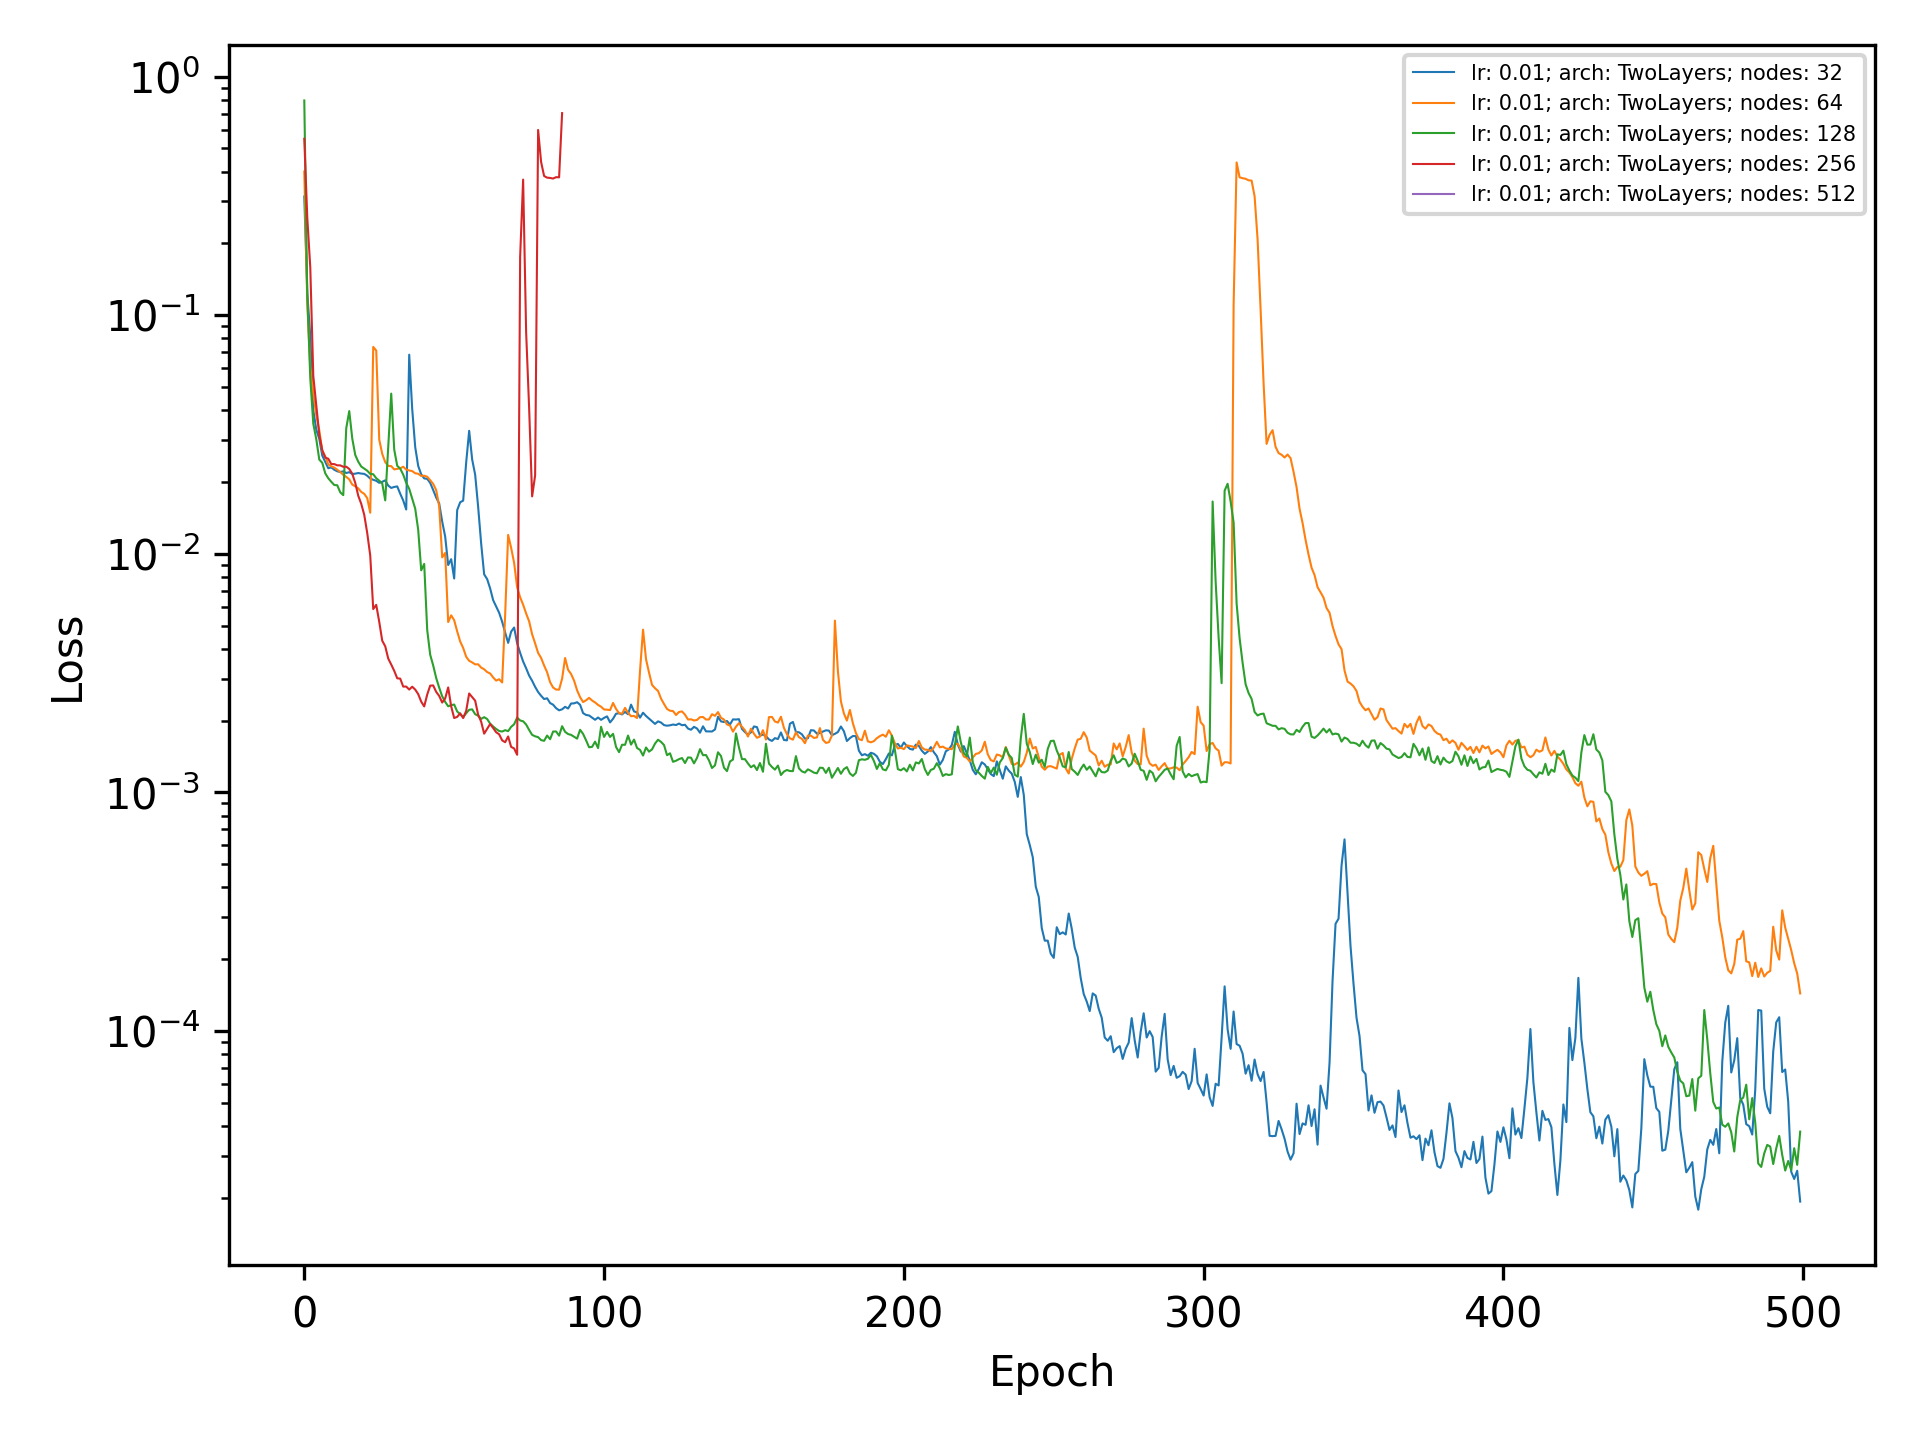 10^0
10^-1
10^-2
10^-3
10^-4
Loss
lr: 0.01; arch: TwoLayers; nodes: 32
lr: 0.01; arch: TwoLayers; nodes: 64
lr: 0.01; arch: TwoLayers; nodes: 128
lr: 0.01; arch: TwoLayers; nodes: 256
lr: 0.01; arch: TwoLayers; nodes: 512
0 100 200 300 400 500
Epoch